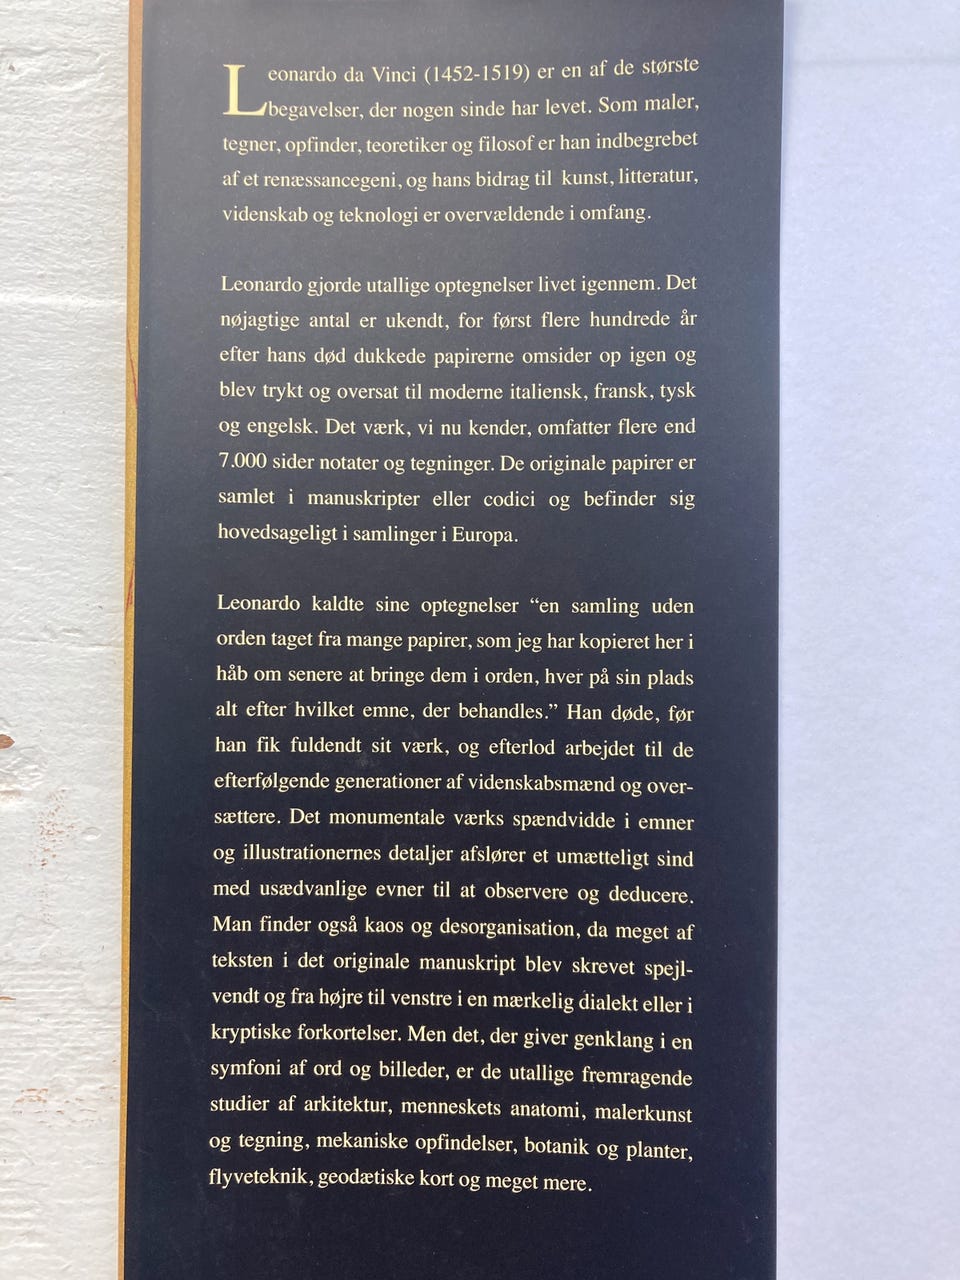 Leonardo da Vinci (1452-1519) er en af de største
begavelser, der nogen sinde har levet. Som maler,
tegner, opfinder, teoretiker og filosof er han indbegrebet
af et renæssancegeni, og hans bidrag til kunst, litteratur,
videnskab og teknologi er overvældende i omfang.
Leonardo gjorde utallige optegnelser livet igennem. Det
nøjagtige antal er ukendt, for først flere hundrede år
efter hans død dukkede papirerne omsider op igen og
blev trykt og oversat til moderne italiensk, fransk, tysk
og engelsk. Det værk, vi nu kender, omfatter flere end
7.000 sider notater og tegninger. De originale papirer er
samlet i manuskripter eller codici og befinder sig
hovedsageligt i samlinger i Europa.
Leonardo kaldte sine optegnelser “en samling uden
orden taget fra mange papirer, som jeg har kopieret her i
håb om senere at bringe dem i orden, hver på sin plads
alt efter hvilket emne, der behandles.” Han døde, før
han fik fuldendt sit værk, og efterlod arbejdet til de
efterfølgende generationer af videnskabsmænd og over-
sættere. Det monumentale værks spændvidde i emner
og illustrationernes detaljer afslører et umætteligt sind
med usædvanlige evner til at observere og deducere.
Man finder også kaos og desorganisation, da meget af
teksten i det originale manuskript blev skrevet spejl-
vendt og fra højre til venstre i en mærkelig dialekt eller i
kryptiske forkortelser. Men det, der giver genklang i en
symfoni af ord og billeder, er de utallige fremragende
studier af arkitektur, menneskets anatomi, malerkunst
og tegning, mekaniske opfindelser, botanik og planter,
flyveteknik, geodætiske kort og meget mere.